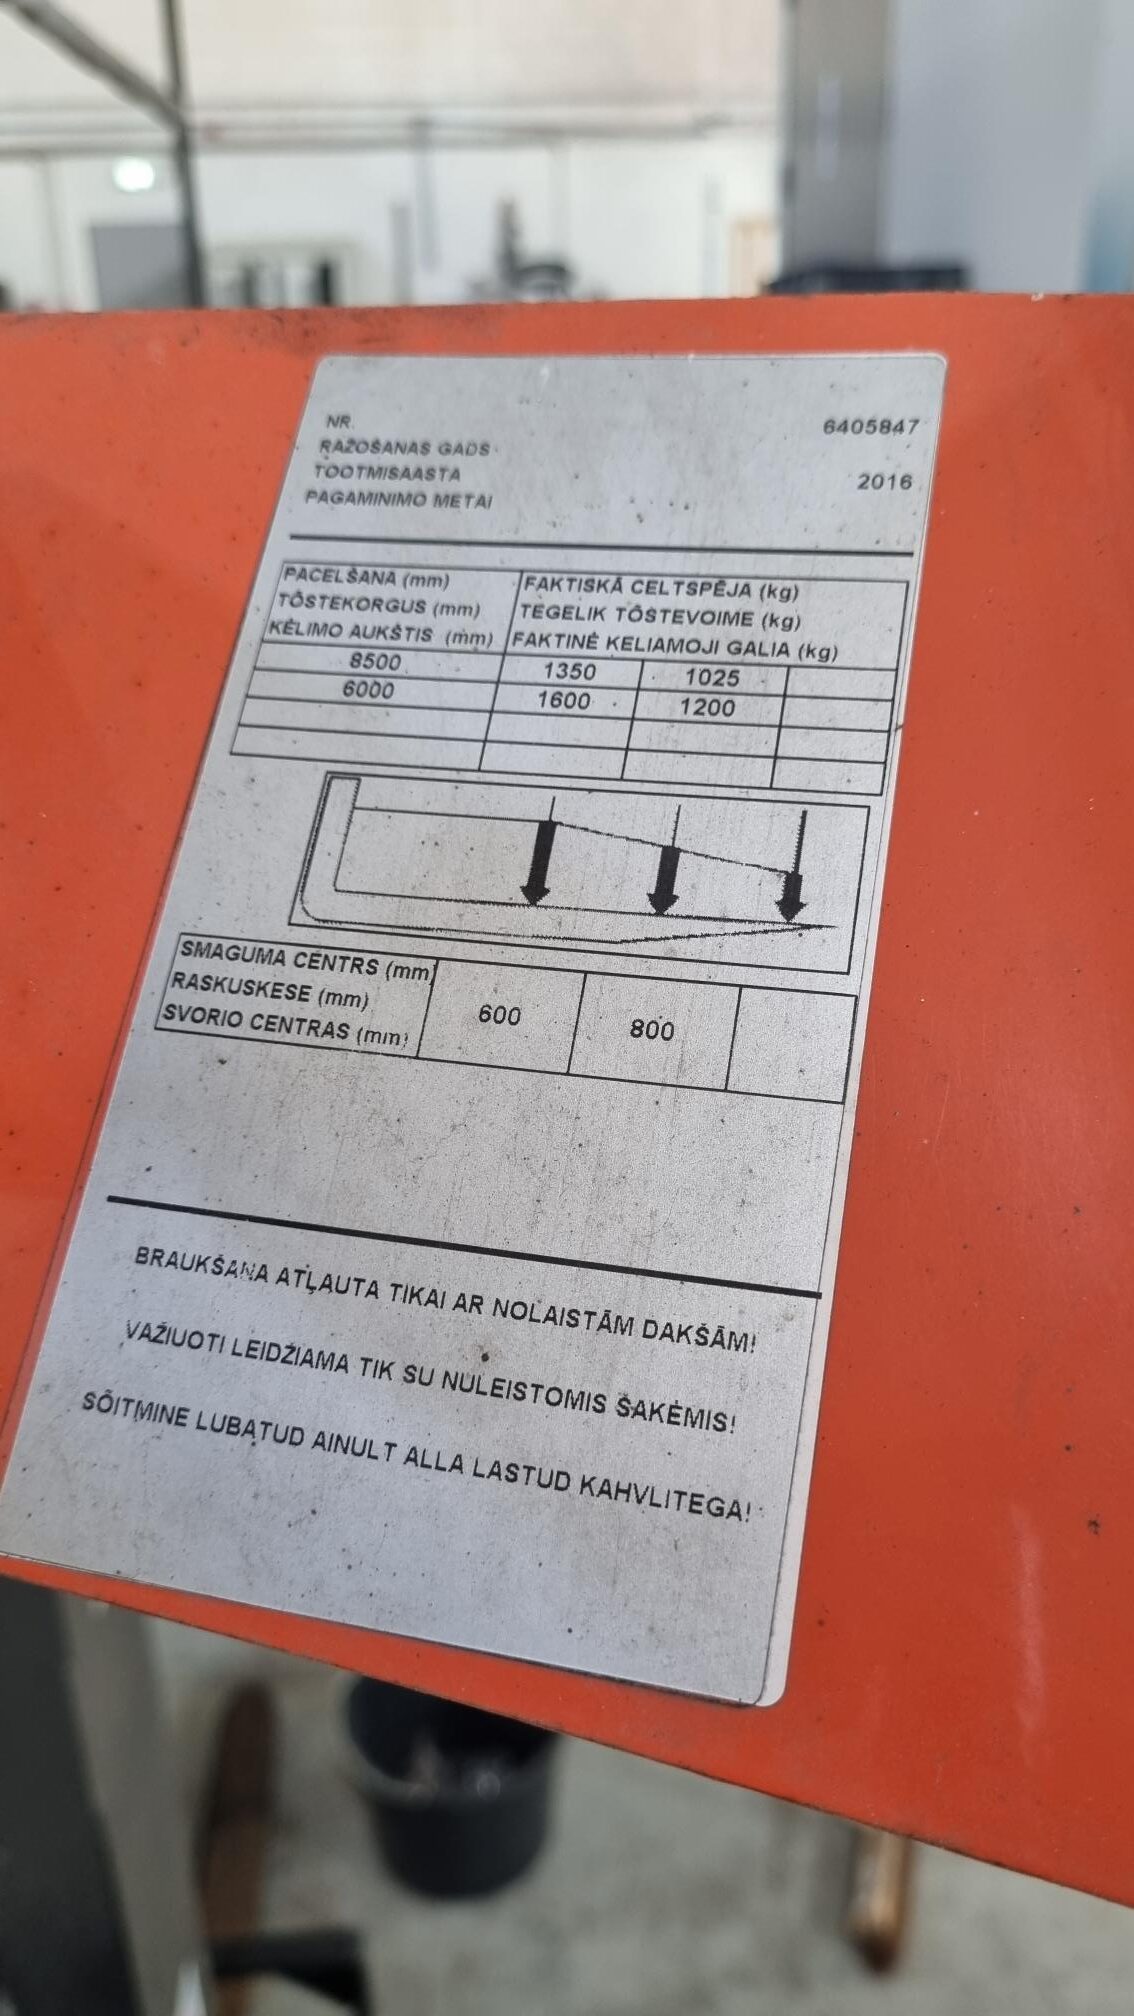 NR. 6405847
RAŽOŠANAS GADS
TOOTMISAASTA 2016
PAGAMINIMO METAI
PACELŠANA (mm) FAKTISKĀ CELTSPĒJA (kg)
TÕSTEKORGUS (mm) TEGELIK TÕSTEVOIME (kg)
KĖLIMO AUKŠTIS (mm) FAKTINĖ KELIAMOJI GALIA (kg)
8500 1350 1025
6000 1600 1200
SMAGUMA CENTRS (mm)
RASKUSKESE (mm) 600 800
SVORIO CENTRAS (mm)
BRAUKŠANA ATĻAUTA TIKAI AR NOLAISTĀM DAKŠĀM!
VAŽIUOTI LEIDŽIAMA TIK SU NULEISTOMIS ŠAKĖMIS!
SÕITMINE LUBATUD AINULT ALLA LASTUD KAHVLITEGA!